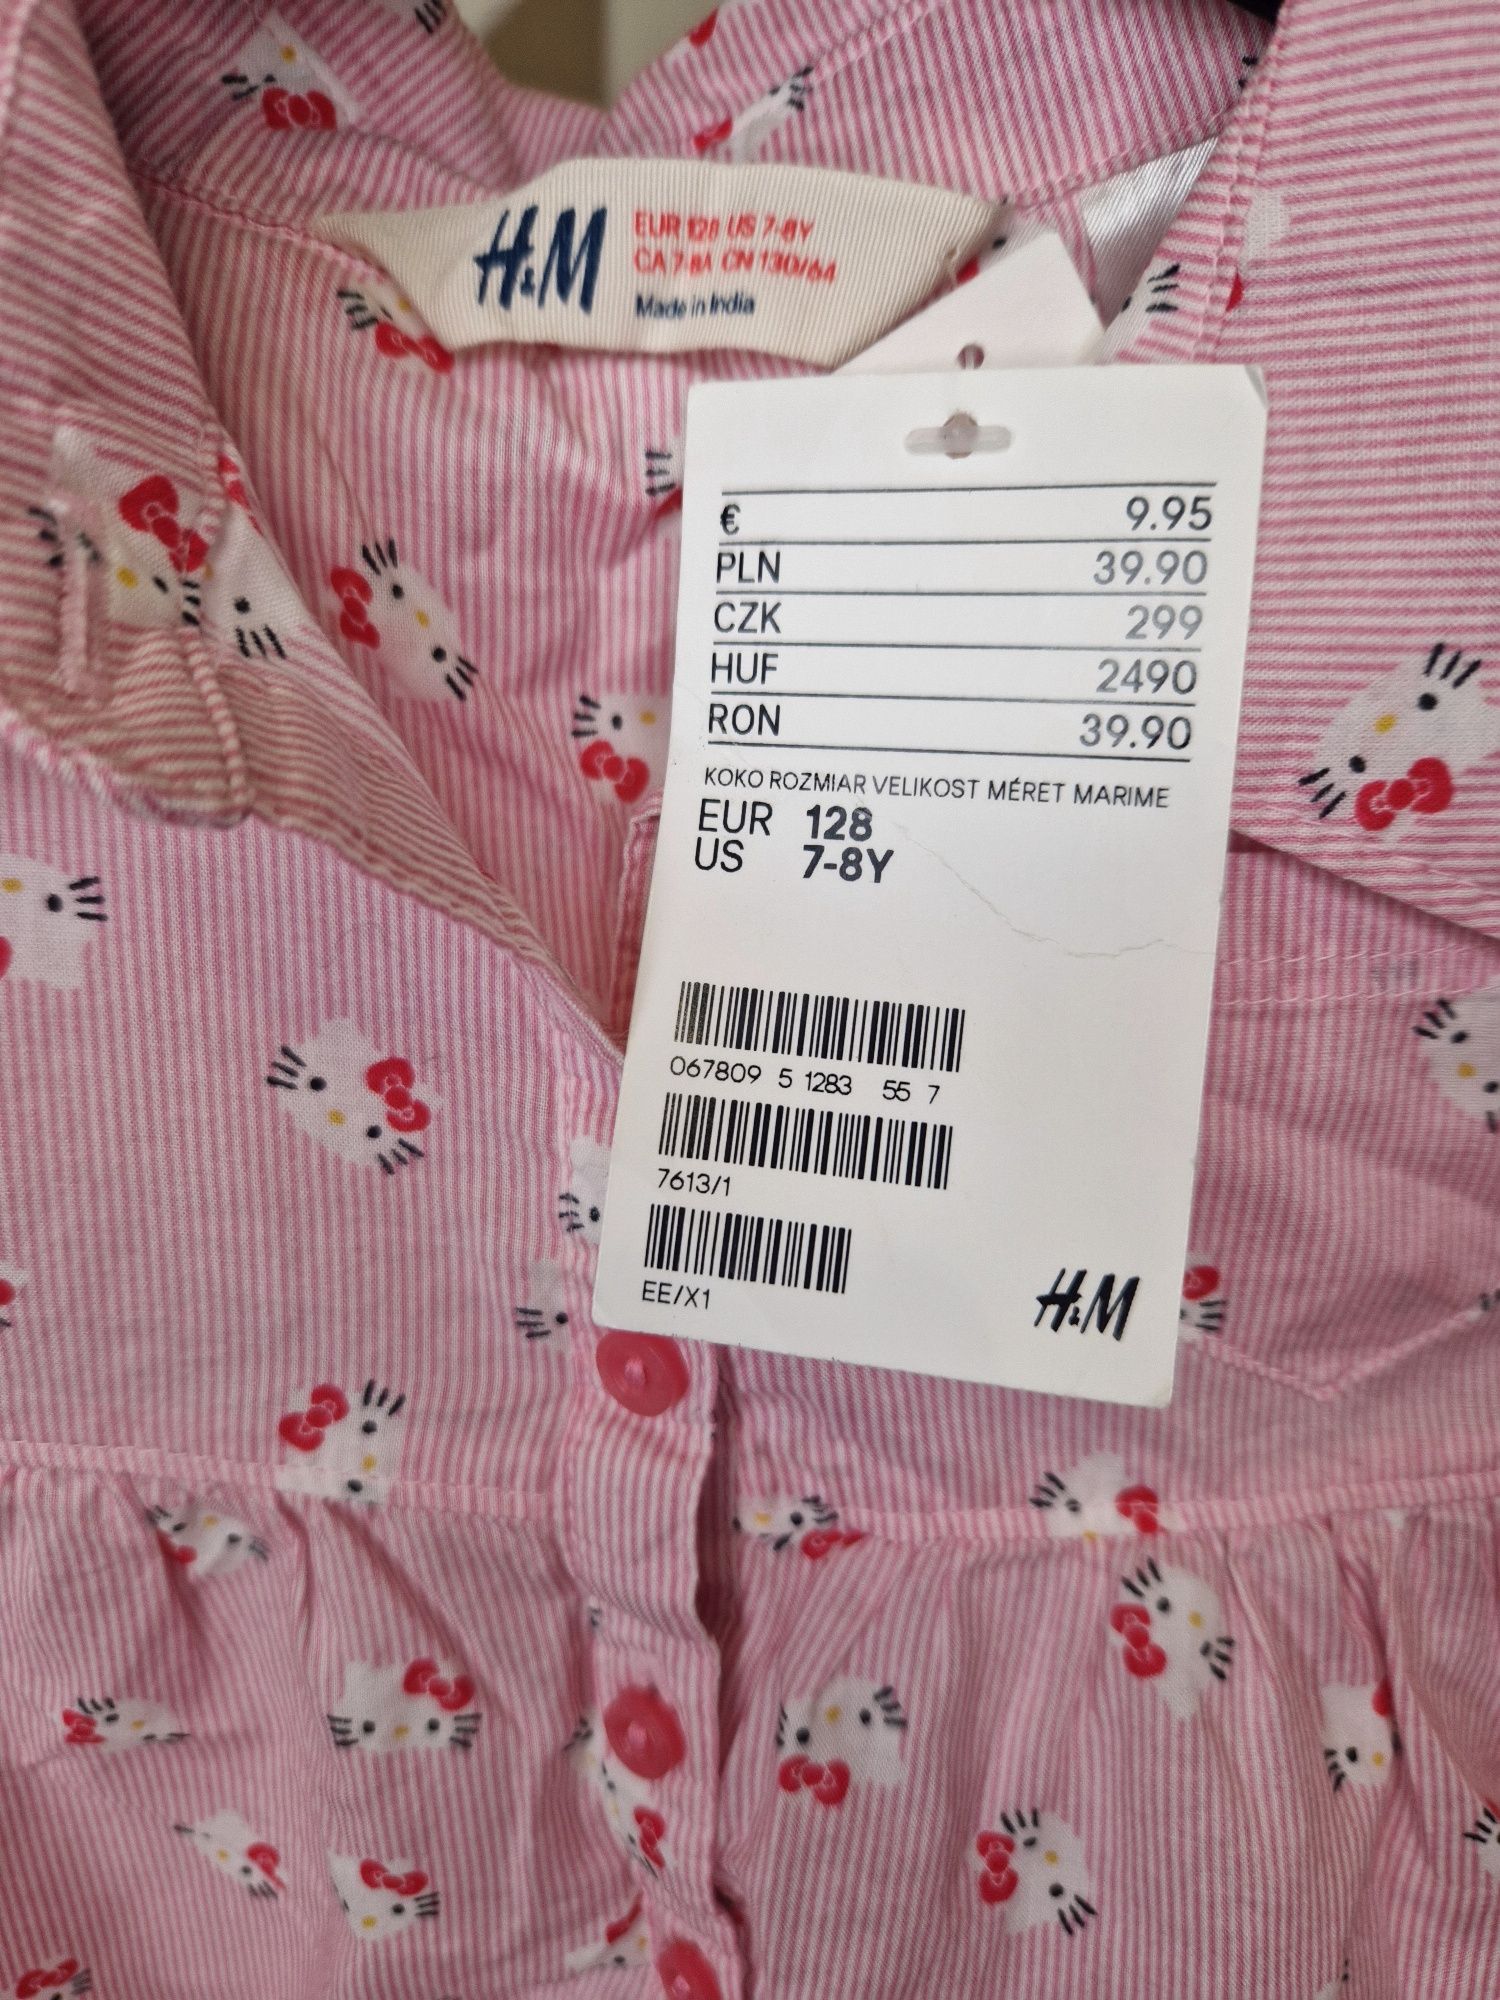 H&M
EUR 128 US 7-8Y
CA 7-8A CN 130/64
Made in India
€ 9.95
PLN 39.90
CZK 299
HUF 2490
RON 39.90
KOKO ROZMIAR VELIKOST MÉRET MARIME
EUR 128
US 7-8Y
067809 5 1283 55 7
7613/1
EE/X1
H&M